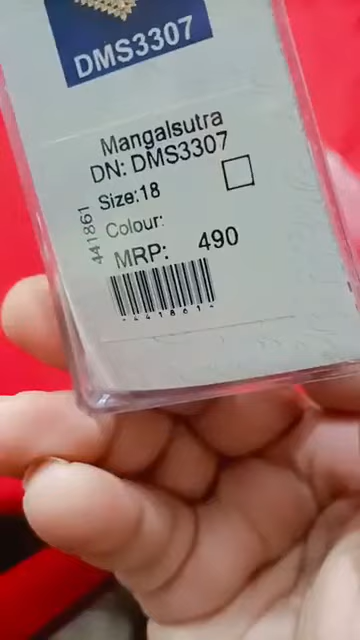 DMS3307
Mangalsutra
DN: DMS3307
Size:18
Colour:
MRP: 490
441861
*441861*